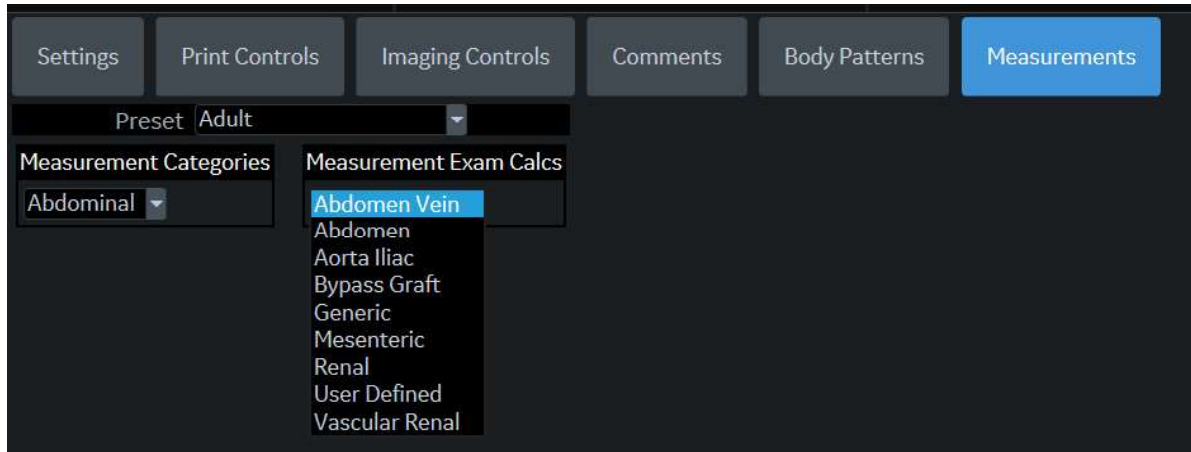 Settings
Print Controls
Imaging Controls
Comments
Body Patterns
Measurements
Preset Adult
Measurement Categories
Measurement Exam Calcs
Abdominal
Abdomen Vein
Abdomen
Aorta Iliac
Bypass Graft
Generic
Mesenteric
Renal
User Defined
Vascular Renal